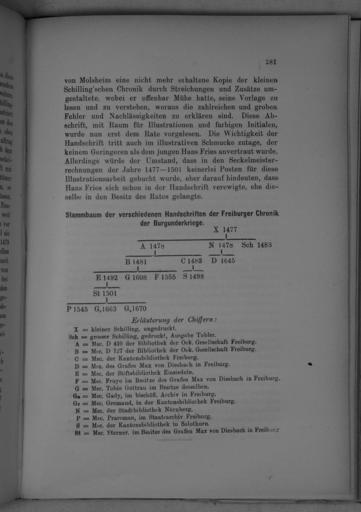 281
von Molsheim eine nicht mehr erhaltene Kopie der kleinen
Schilling'schen Chronik durch Streichungen und Zusätze um-
gestaltete, wobei er offenbar Mühe hatte, seine Vorlage zu
lesen und zu verstehen, woraus die zahlreichen und groben
Fehler und Nachlässigkeiten zu erklären sind. Diese Ab-
schrift, mit Raum für Illustrationen und farbigen Initialen,
wurde nun erst dem Rate vorgelesen. Die Wichtigkeit der
Handschrift tritt auch im illustrativen Schmucke zutage, der
keinem Geringeren als dem jungen Hans Fries anvertraut wurde.
Allerdings würde der Umstand, dass in den Seckelmeister-
rechnungen der Jahre 1477—1501 keinerlei Posten für diese
Illustrationsarbeit gebucht wurde, eher darauf hindeuten, dass
Hans Fries sich schon in der Handschrift verewigte, ehe die-
selbe in den Besitz des Rates gelangte.
Stammbaum der verschiedenen Handschriften der Freiburger Chronik
der Burgunderkriege.
X 1477
A 1478 N 1478 Sch 1485
B 1481 C 1483 D 1645
E 1492 G 1608 F 1555 S 1498
St 1501
P 1545 G,1663 G,1670
Erläuterung der Chiffern:
X = kleiner Schilling, ungedruckt.
Sch = grosser Schilling, gedruckt, Ausgabe Tobler.
A = Msc. D 410 der Bibliothek der Oek. Gesellschaft Freiburg.
B = Msc. D 127 der Bibliothek der Oek. Gesellschaft Freiburg.
C = Msc. der Kantonsbibliothek Freiburg.
D = Msc. des Grafen Max von Diesbach in Freiburg.
E = Msc. der Stiftsbibliothek Einsiedeln.
F = Msc. Fruyo im Besitze des Grafen Max von Diesbach in Freiburg.
G = Msc. Tobie Gottrau im Besitze desselben.
Ga = Msc. Gady, im bischöfl. Archiv in Freiburg.
Gr = Msc. Gremaud, in der Kantonsbibliothek Freiburg.
N = Msc. der Stadtbibliothek Nürnberg.
P = Msc. Praroman, im Staatsarchiv Freiburg.
S = Msc. der Kantonsbibliothek in Solothurn.
St = Msc. Sterner, im Besitze des Grafen Max von Diesbach in Freiburg